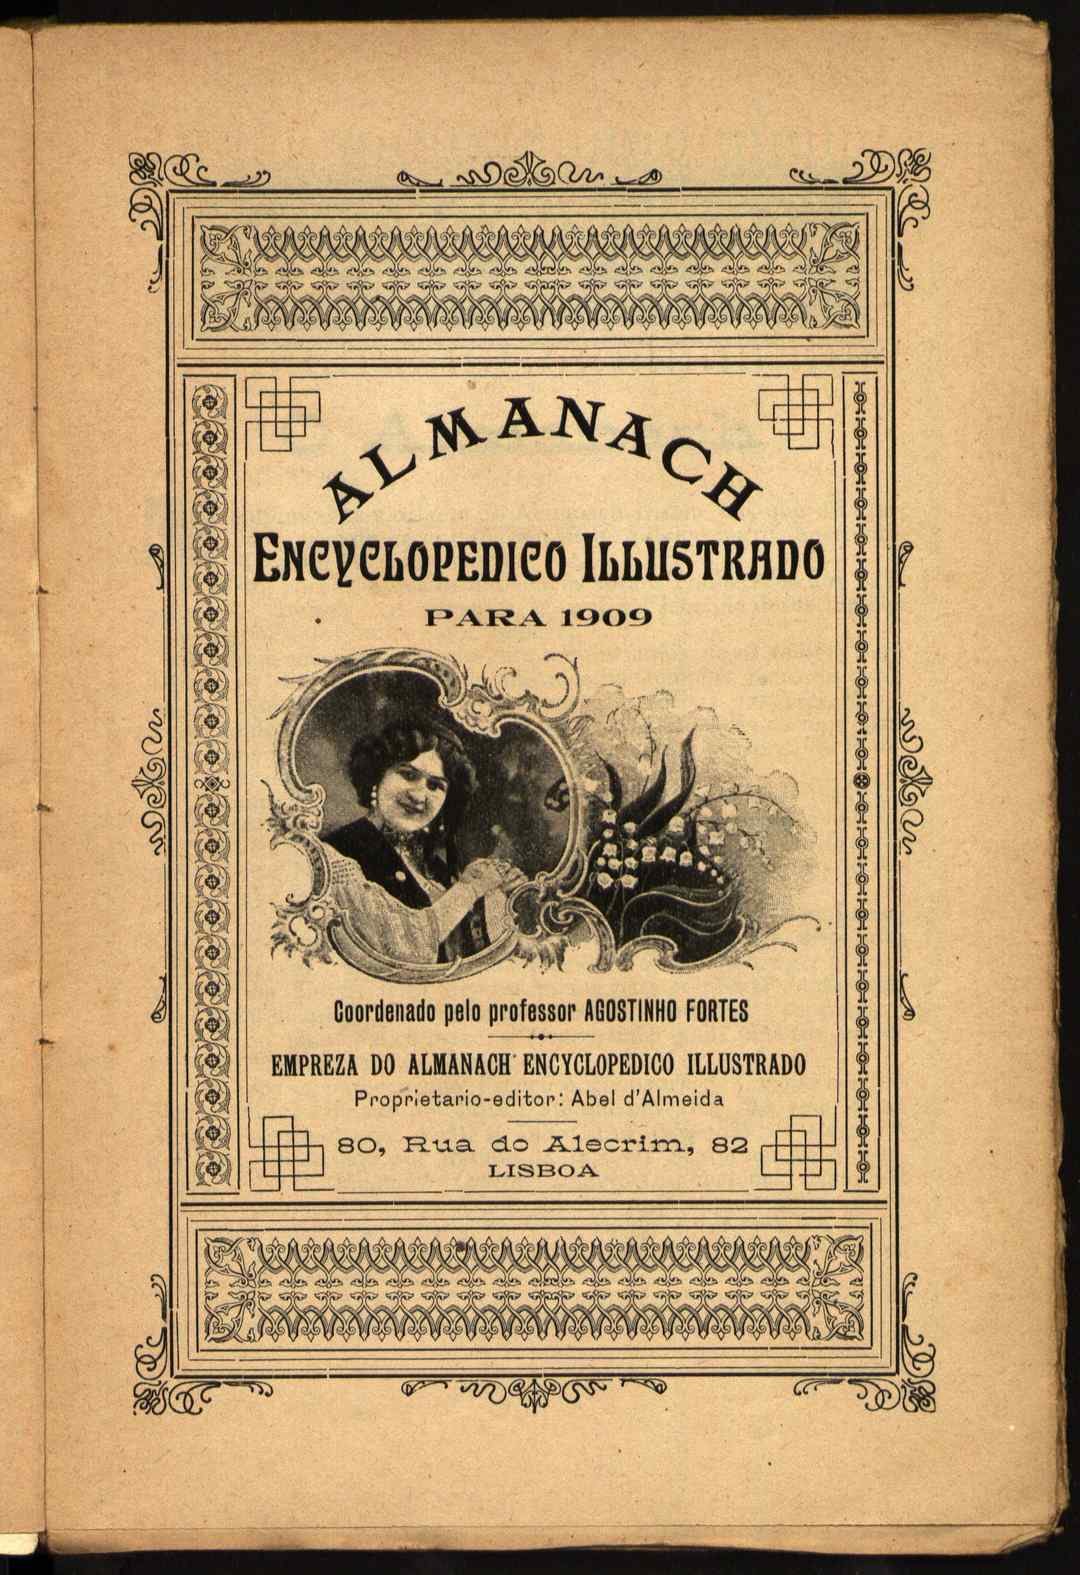 ALMANACH
ENCYCLOPEDICO ILLUSTRADO
PARA 1909
Coordenado pelo professor AGOSTINHO FORTES
EMPREZA DO ALMANACH ENCYCLOPEDICO ILLUSTRADO
Proprietario-editor: Abel d'Almeida
80, Rua do Alecrim, 82
LISBOA